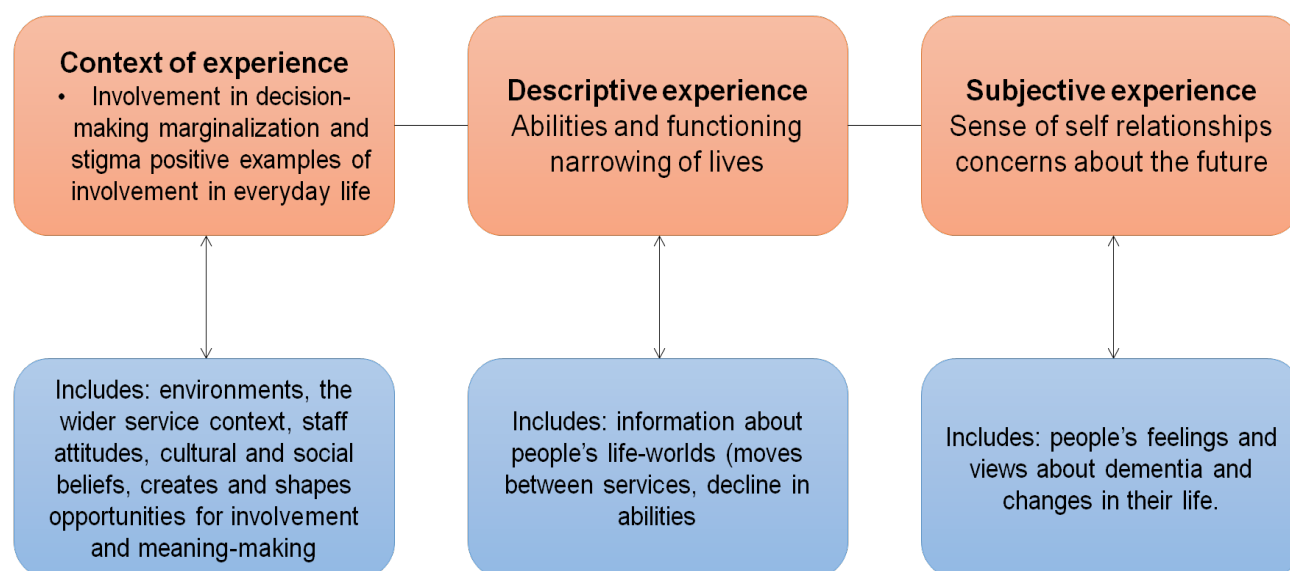 Context of experience
• Involvement in decision-
making marginalization and
stigma positive examples of
involvement in everyday life
Descriptive experience
Abilities and functioning
narrowing of lives
Subjective experience
Sense of self relationships
concerns about the future
Includes: environments, the
wider service context, staff
attitudes, cultural and social
beliefs, creates and shapes
opportunities for involvement
and meaning-making
Includes: information about
people’s life-worlds (moves
between services, decline in
abilities
Includes: people’s feelings and
views about dementia and
changes in their life.